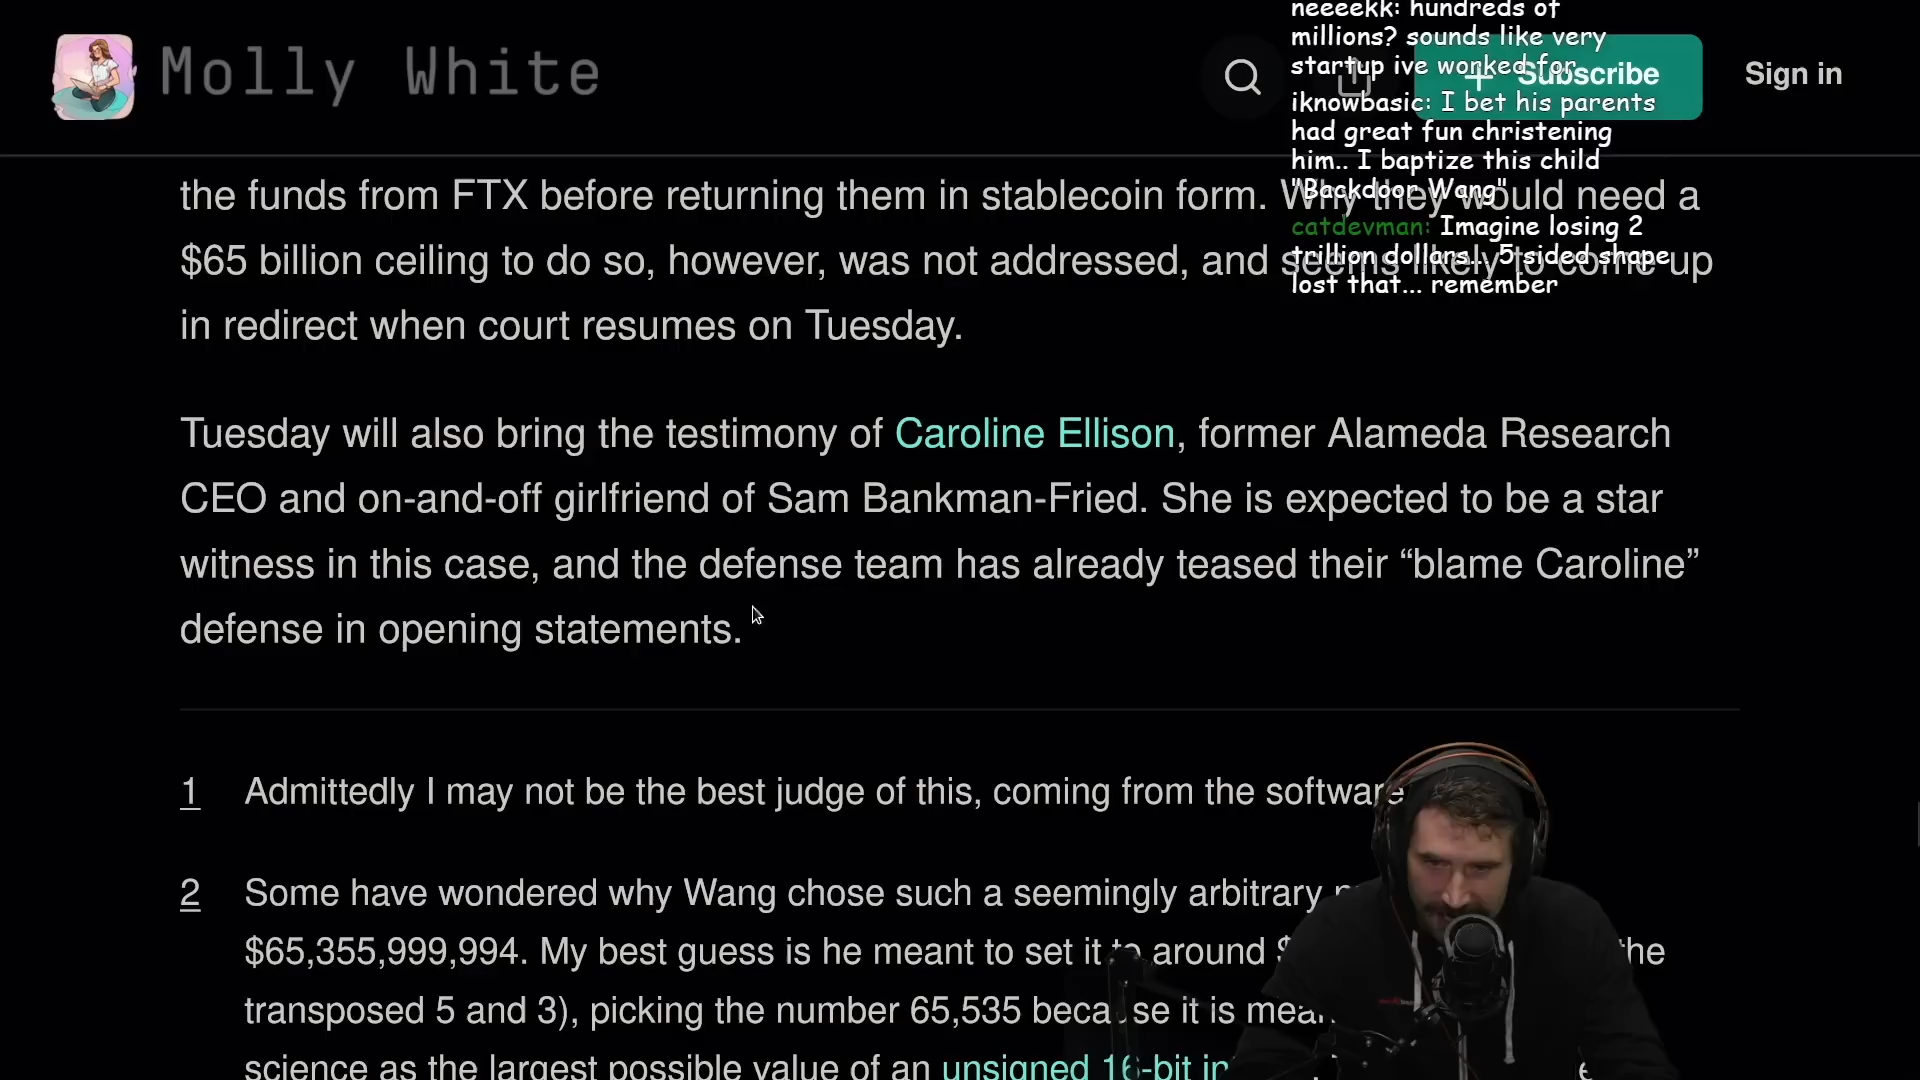 Molly White
Subscribe
Sign in
neeeekk: hundreds of
millions? sounds like very
startup ive worked for
iknowbasic: I bet his parents
had great fun christening
him.. I baptize this child
"Backdoor Wang"
catdevman: Imagine losing 2
trillion dollars... 5 sided shape
lost that... remember
the funds from FTX before returning them in stablecoin form. Why they would need a
$65 billion ceiling to do so, however, was not addressed, and seems likely to come up
in redirect when court resumes on Tuesday.
Tuesday will also bring the testimony of Caroline Ellison, former Alameda Research
CEO and on-and-off girlfriend of Sam Bankman-Fried. She is expected to be a star
witness in this case, and the defense team has already teased their “blame Caroline”
defense in opening statements.
1 Admittedly I may not be the best judge of this, coming from the software
2 Some have wondered why Wang chose such a seemingly arbitrary
$65,355,999,994. My best guess is he meant to set it to around $ the
transposed 5 and 3), picking the number 65,535 because it is
science as the largest possible value of an unsigned 16-bit